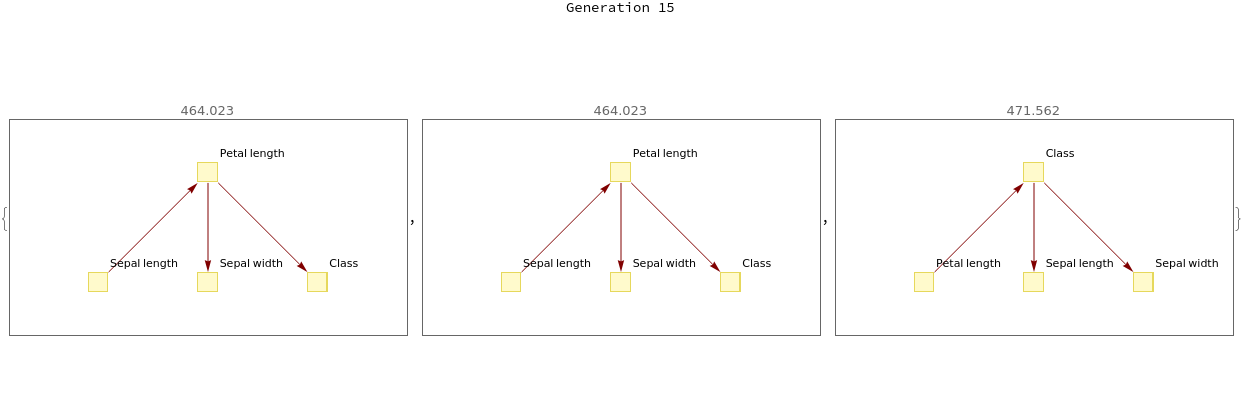 Generation 15
464.023
464.023
471.562
Petal length
Petal length
Class
{
,
,
}
Sepal length
Sepal width
Class
Sepal length
Sepal width
Class
Petal length
Sepal length
Sepal width